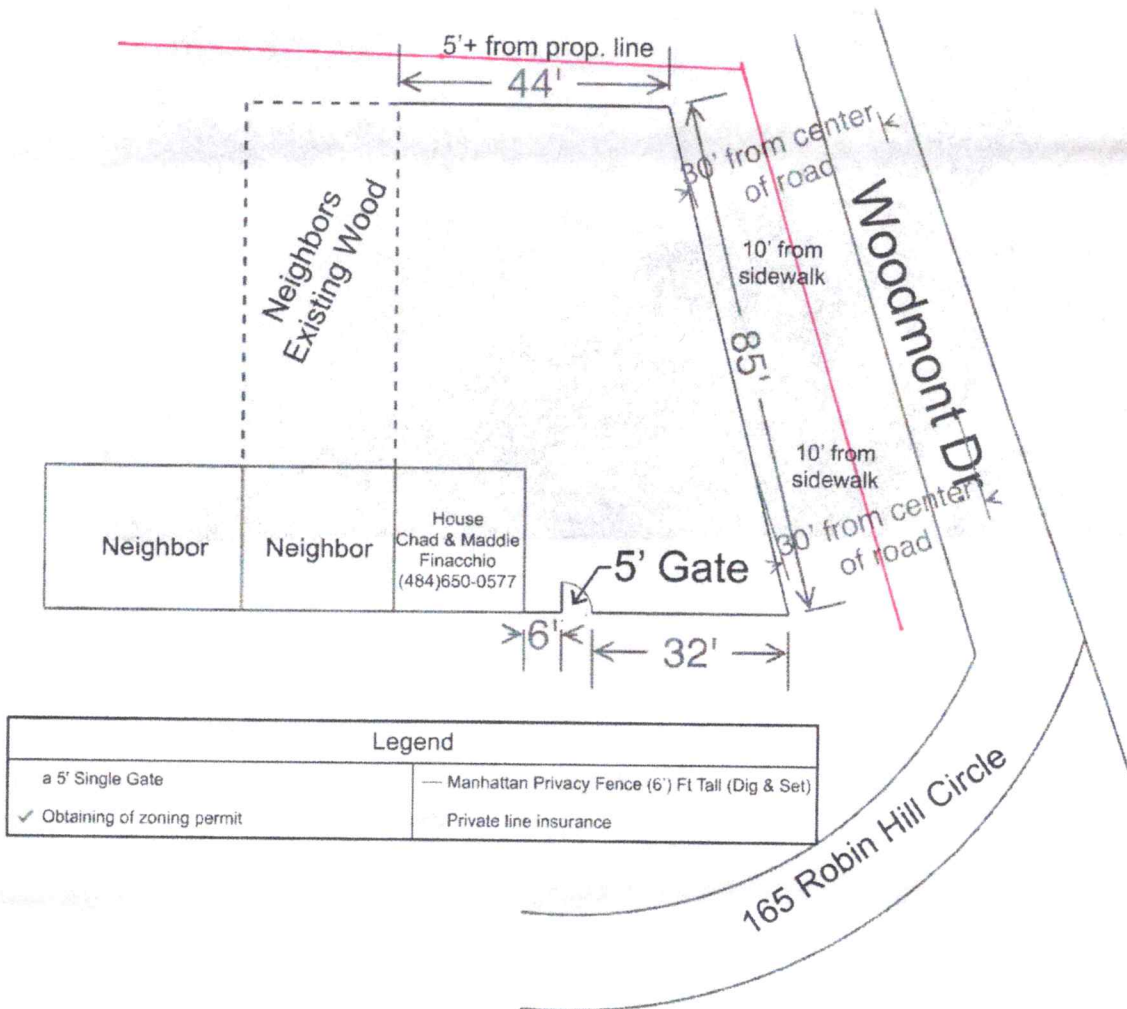 5'+ from prop. line
44'
30' from center
of road
Neighbors
Existing Wood
10' from
sidewalk
Woodmont Dr.
85'
10' from
sidewalk
30' from center
of road
Neighbor
Neighbor
House
Chad & Maddie
Finacchio
(484)650-0577
5' Gate
6'
32'
Legend
a 5' Single Gate
— Manhattan Privacy Fence (6') Ft Tall (Dig & Set)
✓ Obtaining of zoning permit
Private line insurance
165 Robin Hill Circle